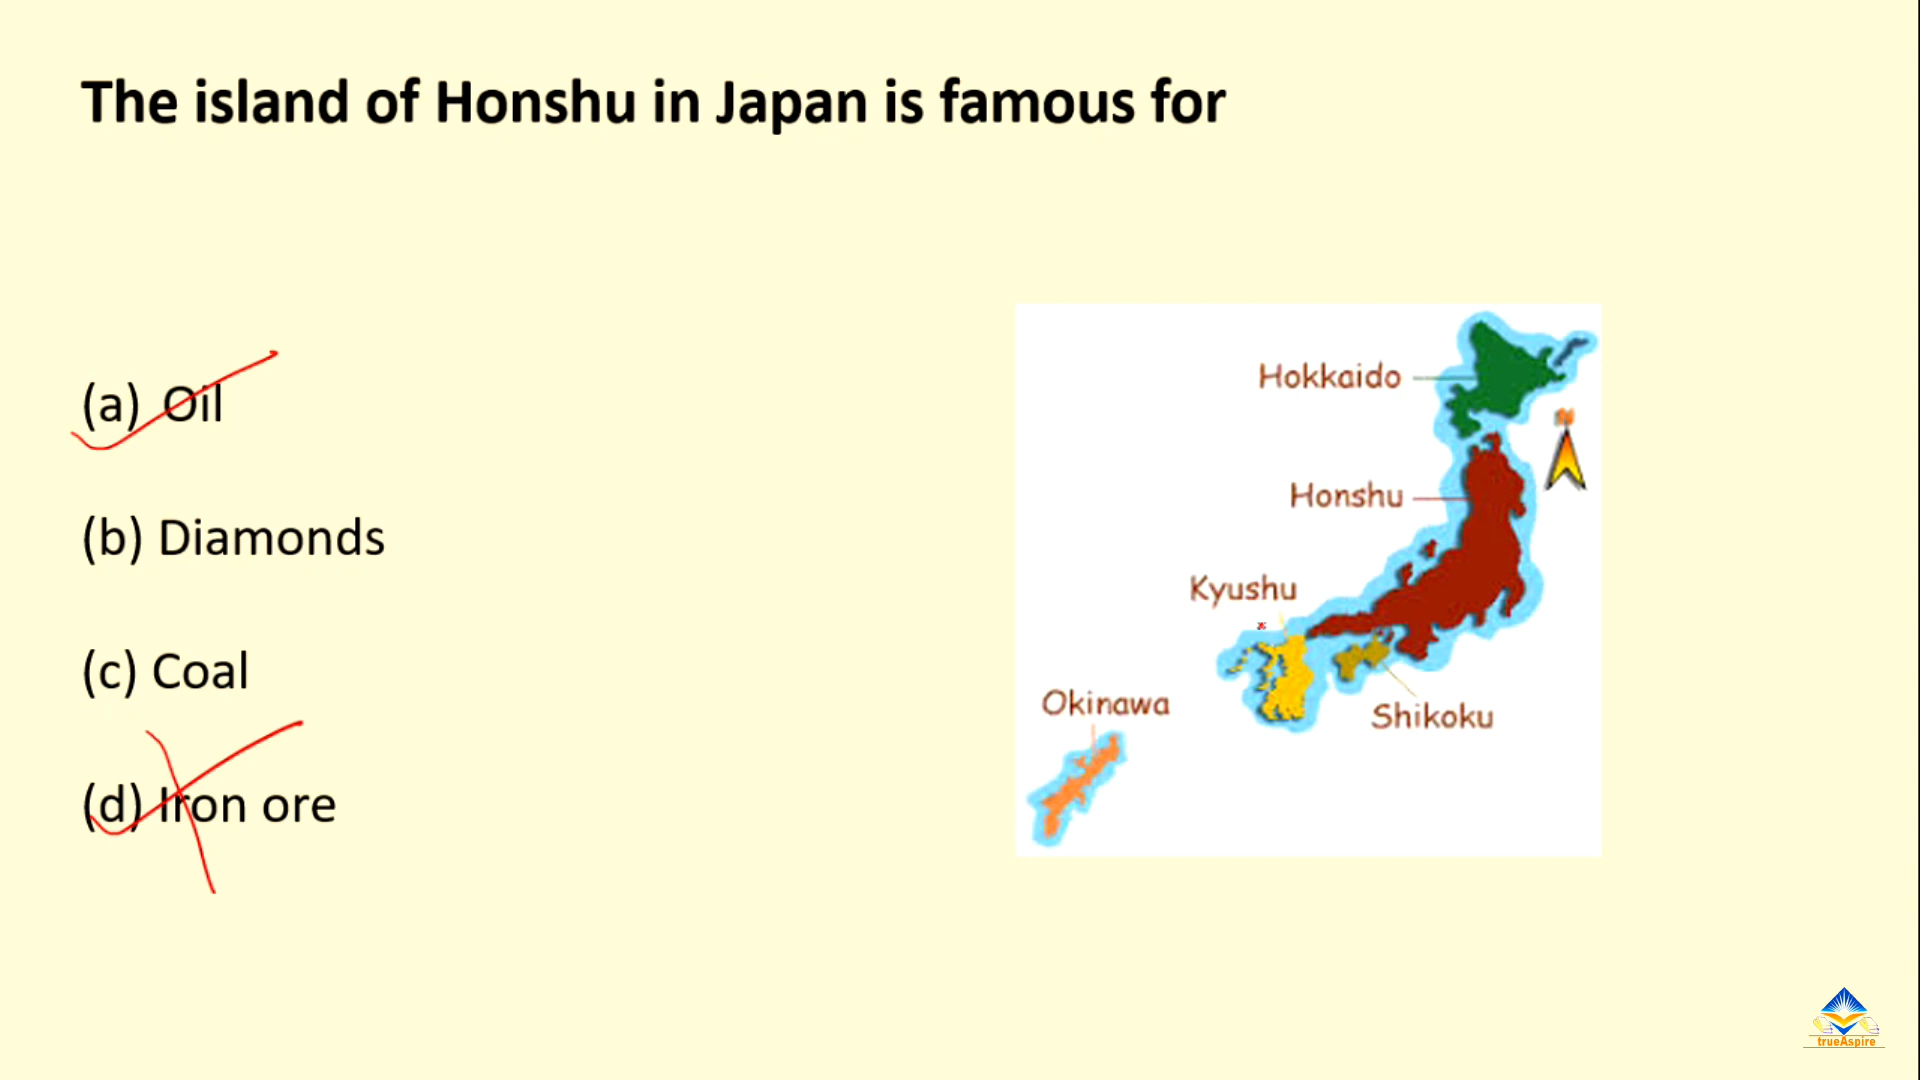 The island of Honshu in Japan is famous for
(a) Oil
(b) Diamonds
(c) Coal
(d) Iron ore
Hokkaido
N
Honshu
Kyushu
Okinawa
Shikoku
trueAspire